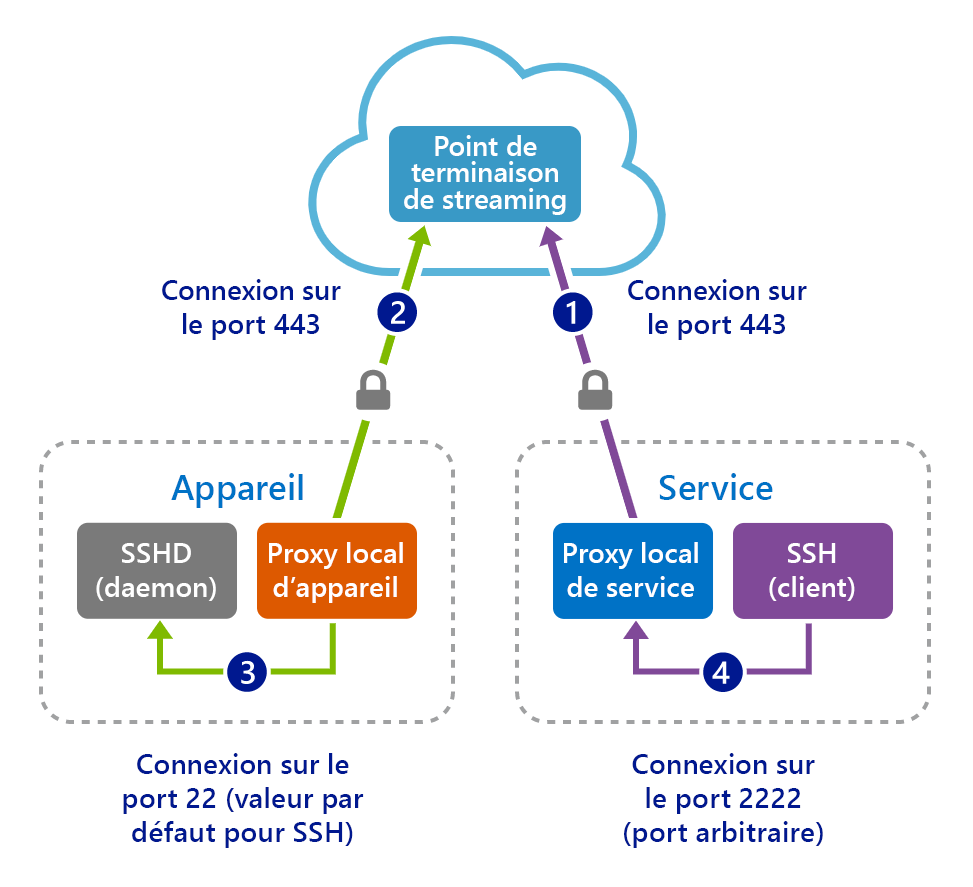 Point de
terminaison
de streaming
Connexion sur
le port 443
2
1
Connexion sur
le port 443
Appareil
SSHD
(daemon)
Proxy local
d’appareil
3
Service
Proxy local
de service
SSH
(client)
4
Connexion sur le
port 22 (valeur par
défaut pour SSH)
Connexion sur
le port 2222
(port arbitraire)